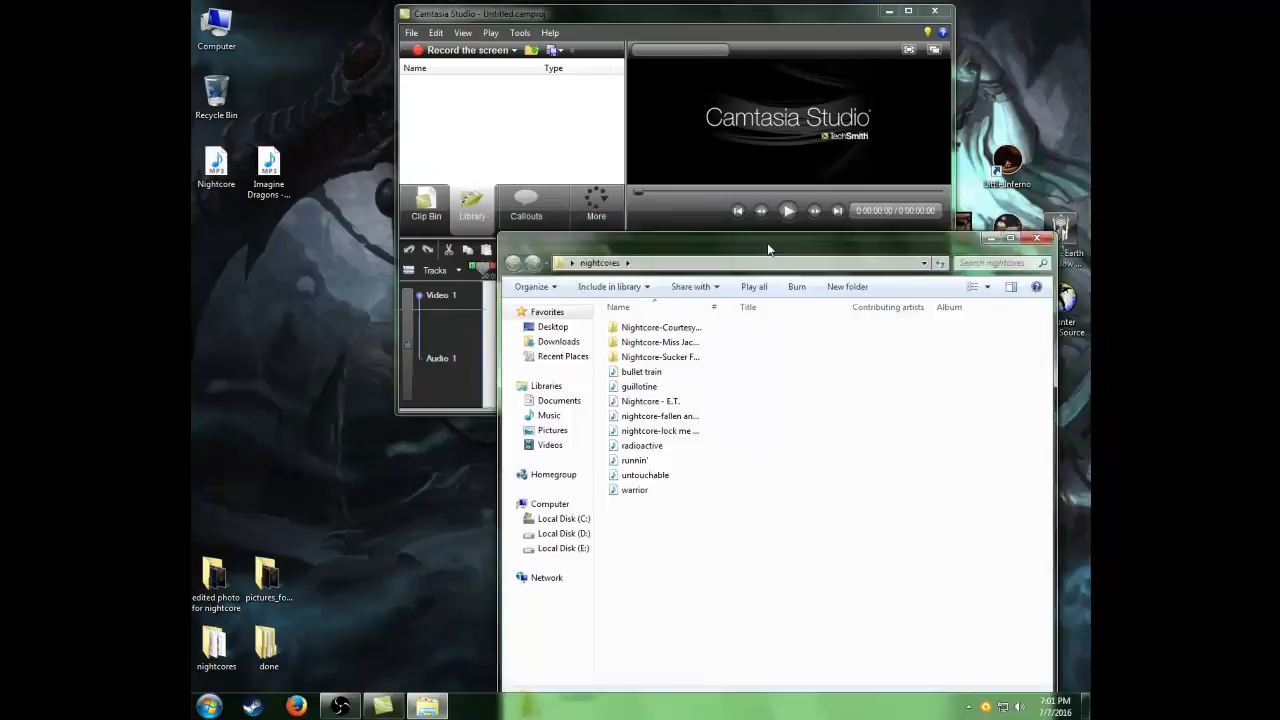 Computer
Recycle Bin
Nightcore
Imagine
Dragons -...
edited photo
for nightcore
pictures_fo...
nightcores
done
Camtasia Studio - Untitled.camproj
File Edit View Play Tools Help
Record the screen
Name Type
Clip Bin Library Callouts More
Camtasia Studio
TechSmith
0:00:00.00 / 0:00:00.00
Tracks
Video 1
Audio 1
Little Inferno
nightcores
Search nightcores
Organize Include in library Share with Play all Burn New folder
Favorites
Desktop
Downloads
Recent Places
Libraries
Documents
Music
Pictures
Videos
Homegroup
Computer
Local Disk (C:)
Local Disk (D:)
Local Disk (E:)
Network
Name # Title Contributing artists Album
Nightcore-Courtesy...
Nightcore-Miss Jac...
Nightcore-Sucker F...
bullet train
guillotine
Nightcore - E.T.
nightcore-fallen an...
nightcore-lock me ...
radioactive
runnin'
untouchable
warrior
7:01 PM
7/7/2016